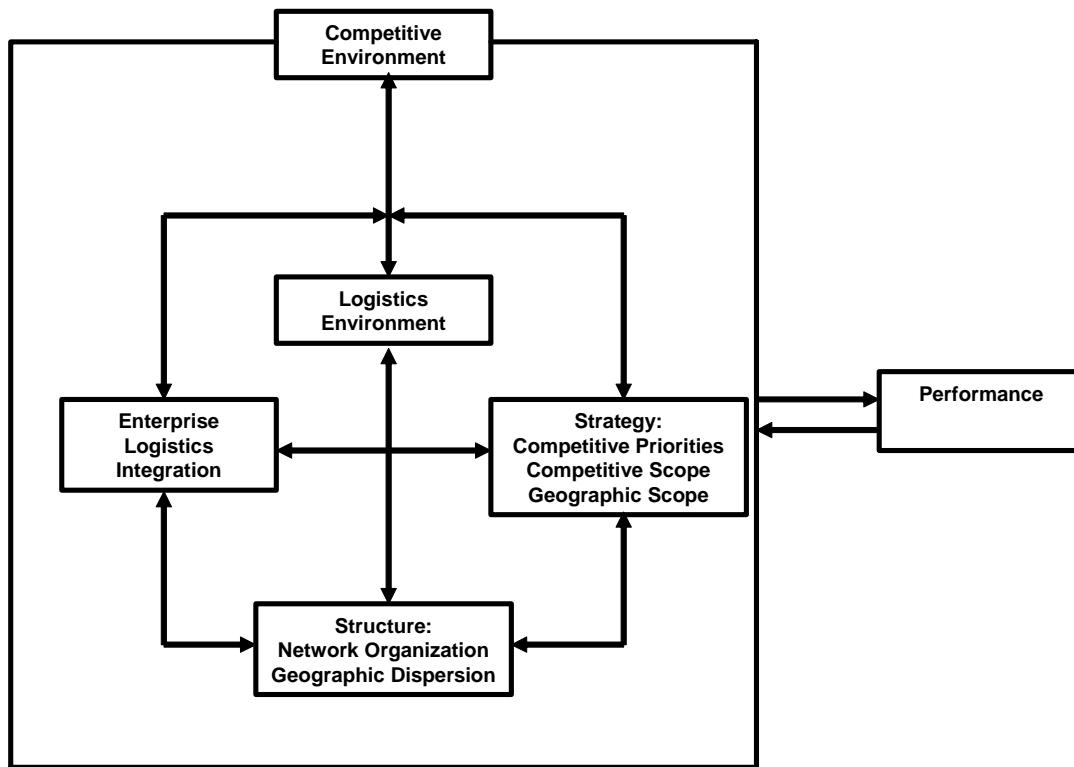 Competitive
Environment
Logistics
Environment
Enterprise
Logistics
Integration
Strategy:
Competitive Priorities
Competitive Scope
Geographic Scope
Performance
Structure:
Network Organization
Geographic Dispersion